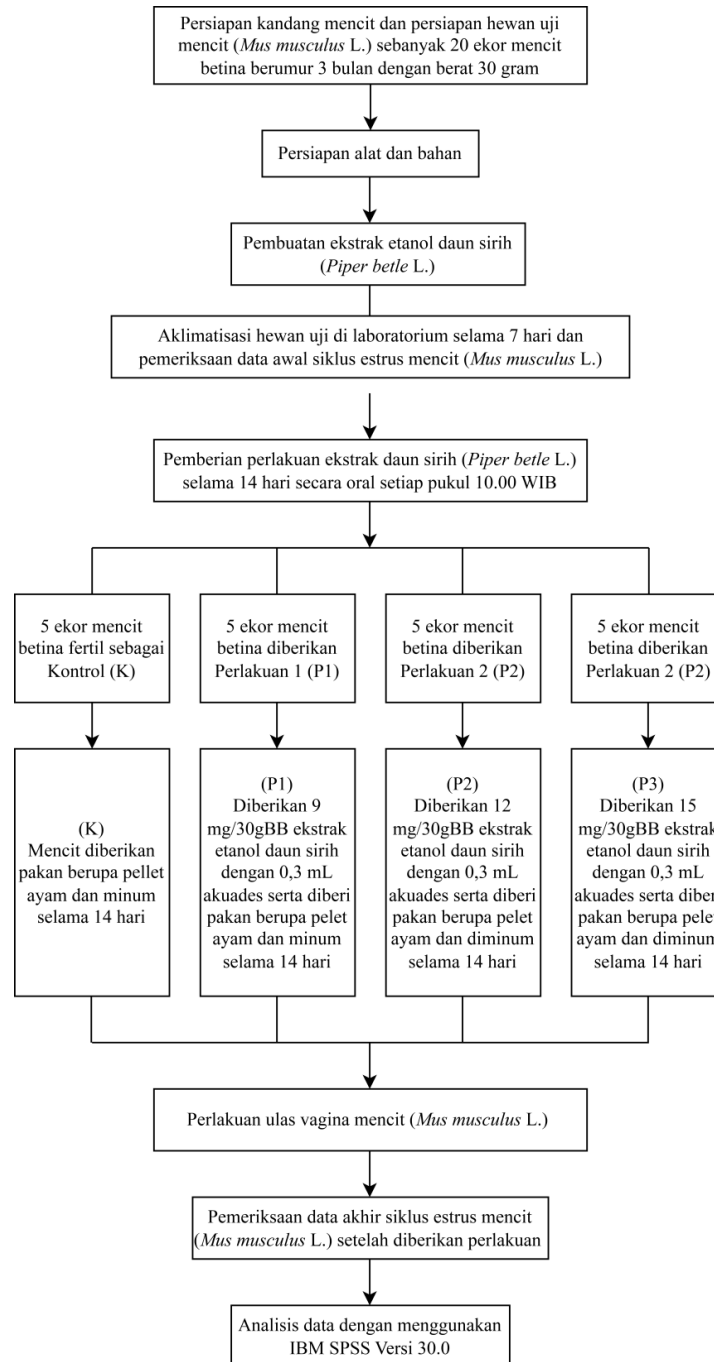 Persiapan kandang mencit dan persiapan hewan uji
mencit (Mus musculus L.) sebanyak 20 ekor mencit
betina berumur 3 bulan dengan berat 30 gram
Persiapan alat dan bahan
Pembuatan ekstrak etanol daun sirih
(Piper betle L.)
Aklimatisasi hewan uji di laboratorium selama 7 hari dan
pemeriksaan data awal siklus estrus mencit (Mus musculus L.)
Pemberian perlakuan ekstrak daun sirih (Piper betle L.)
selama 14 hari secara oral setiap pukul 10.00 WIB
5 ekor mencit
betina fertil sebagai
Kontrol (K)
5 ekor mencit
betina diberikan
Perlakuan 1 (P1)
5 ekor mencit
betina diberikan
Perlakuan 2 (P2)
5 ekor mencit
betina diberikan
Perlakuan 2 (P2)
(K)
Mencit diberikan
pakan berupa pellet
ayam dan minum
selama 14 hari
(P1)
Diberikan 9
mg/30gBB ekstrak
etanol daun sirih
dengan 0,3 mL
akuades serta diberi
pakan berupa pelet
ayam dan minum
selama 14 hari
(P2)
Diberikan 12
mg/30gBB ekstrak
etanol daun sirih
dengan 0,3 mL
akuades serta diberi
pakan berupa pelet
ayam dan diminum
selama 14 hari
(P3)
Diberikan 15
mg/30gBB ekstrak
etanol daun sirih
dengan 0,3 mL
akuades serta diberi
pakan berupa pelet
ayam dan diminum
selama 14 hari
Perlakuan ulas vagina mencit (Mus musculus L.)
Pemeriksaan data akhir siklus estrus mencit
(Mus musculus L.) setelah diberikan perlakuan
Analisis data dengan menggunakan
IBM SPSS Versi 30.0